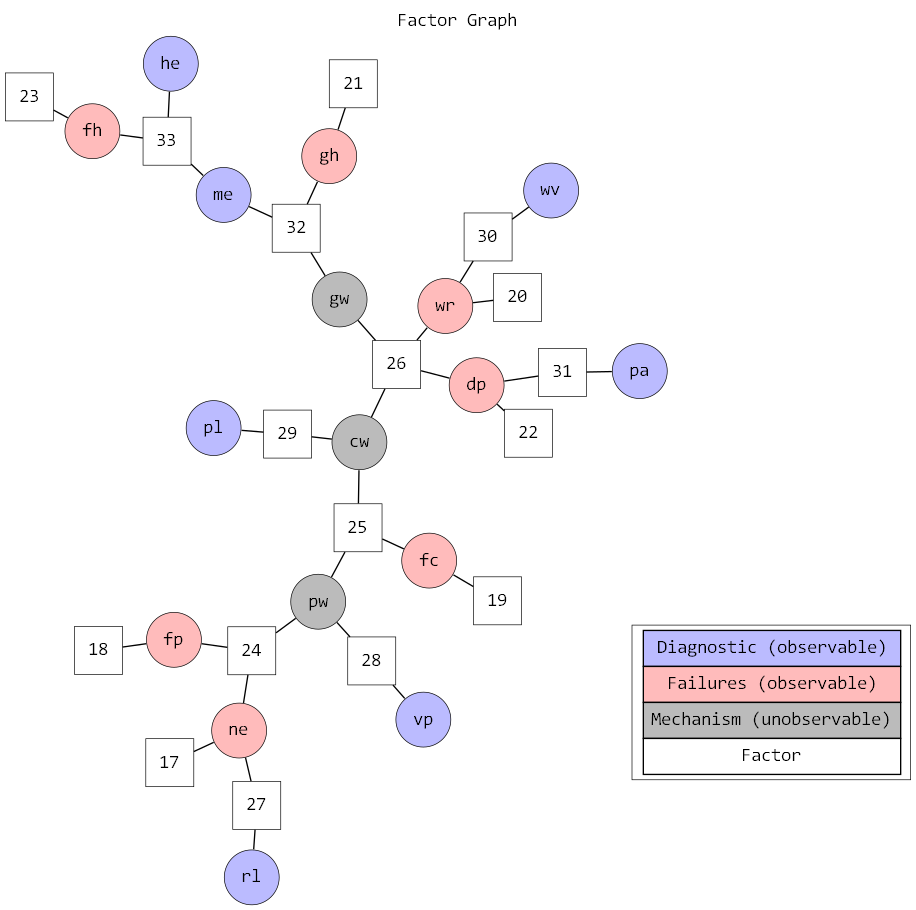 Factor Graph
he
21
23
fh
33
gh
me
wv
32
30
gw
20
wr
26
31
pa
dp
pl
29
22
cw
25
fc
19
pw
fp
18
24
28
vp
ne
17
27
rl
Diagnostic (observable)
Failures (observable)
Mechanism (unobservable)
Factor